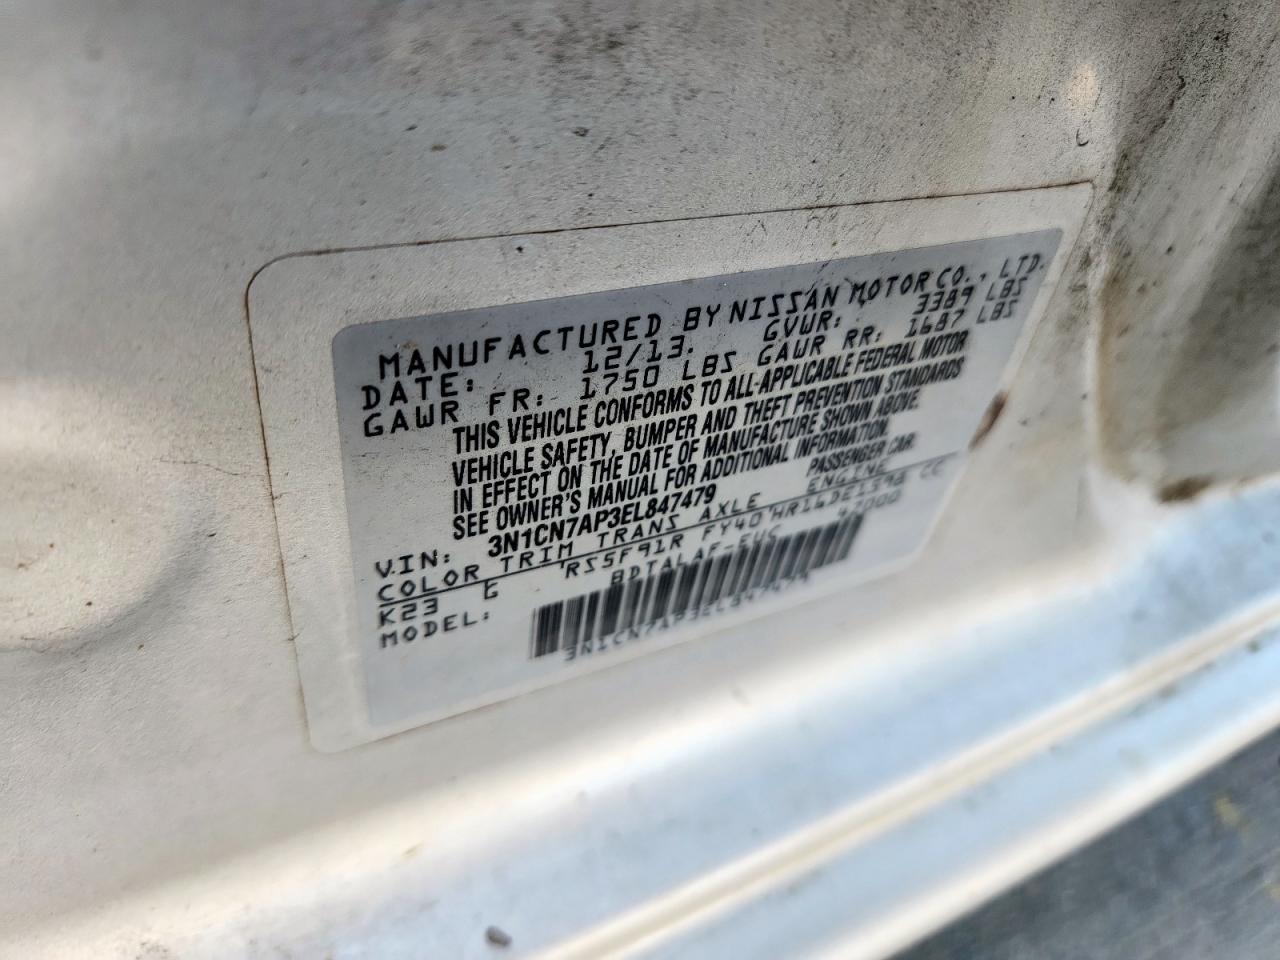 MANUFACTURED BY NISSAN MOTOR CO., LTD.
DATE: 12/13. GVWR: 3389 LBS
GAWR FR: 1750 LBS GAWR RR: 1687 LBS
THIS VEHICLE CONFORMS TO ALL-APPLICABLE FEDERAL MOTOR
VEHICLE SAFETY, BUMPER AND THEFT PREVENTION STANDARDS
IN EFFECT ON THE DATE OF MANUFACTURE SHOWN ABOVE.
SEE OWNER'S MANUAL FOR ADDITIONAL INFORMATION.
VIN: 3N1CN7AP3EL847479 PASSENGER CAR
COLOR TRIM TRANS AXLE ENGINE
K23 G RS5F91R FY40 HR16DE1598 CC
MODEL: BDTALAF-EUC 47000
3N1CN7AP3EL847479